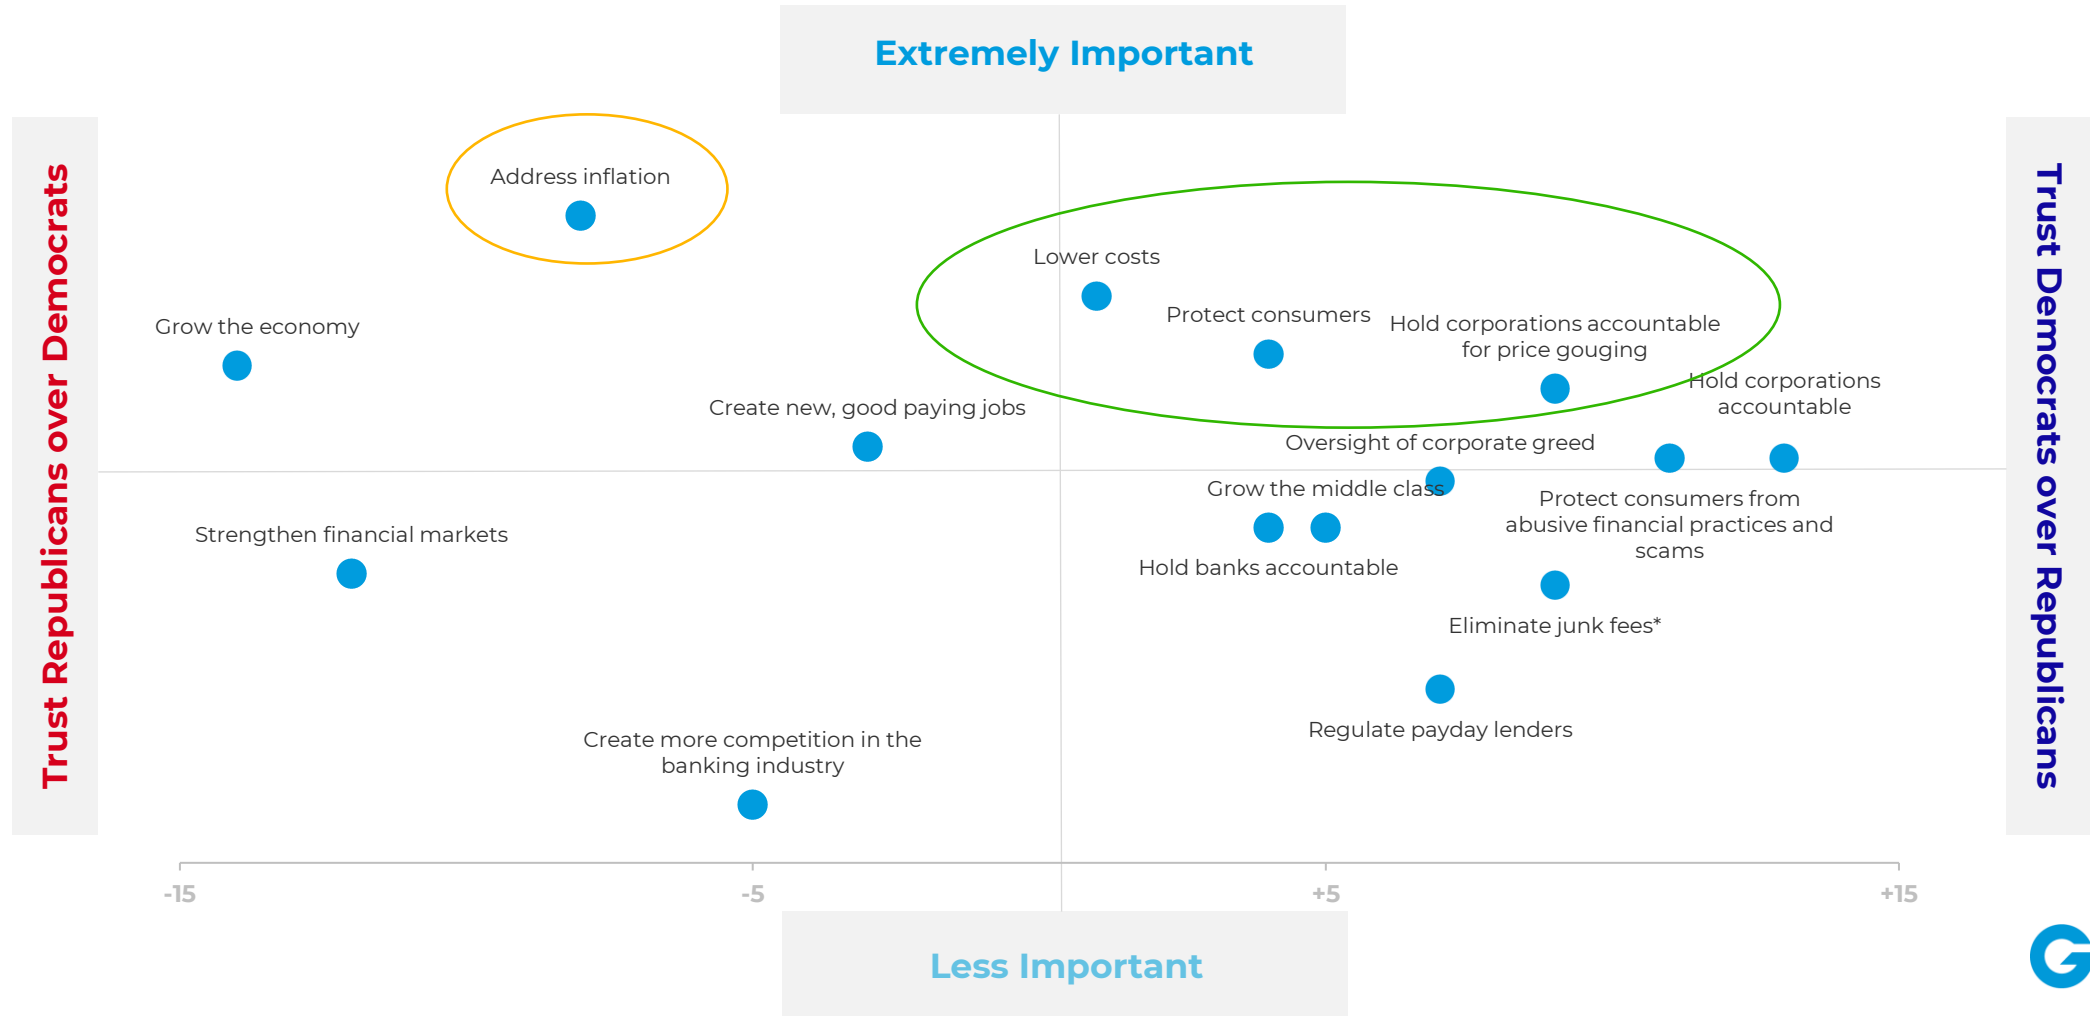 Extremely Important
Trust Republicans over Democrats
Trust Democrats over Republicans
Address inflation
Lower costs
Protect consumers
Hold corporations accountable
for price gouging
Grow the economy
Hold corporations
accountable
Create new, good paying jobs
Oversight of corporate greed
Grow the middle class
Protect consumers from
abusive financial practices and
scams
Strengthen financial markets
Hold banks accountable
Eliminate junk fees*
Regulate payday lenders
Create more competition in the
banking industry
-15
-5
+5
+15
Less Important
G